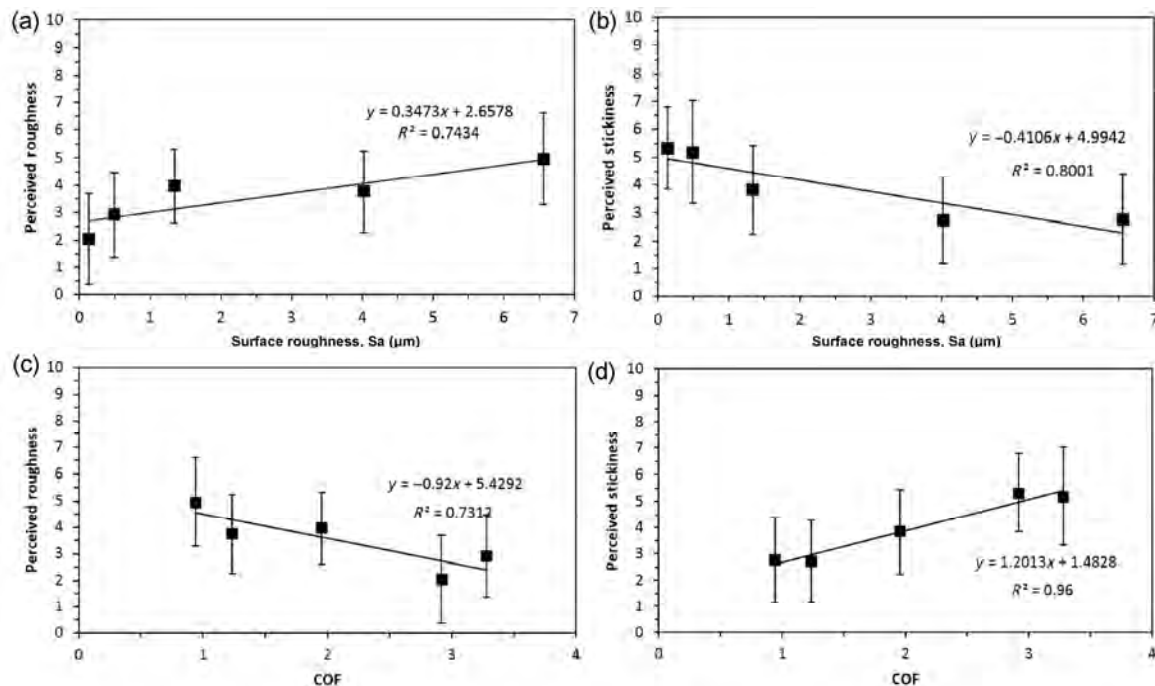 (a)
10
9
8
7
6
5
4
3
2
1
0
Perceived roughness
y = 0.3473x + 2.6578
R² = 0.7434
0 1 2 3 4 5 6 7
Surface roughness, Sa (µm)
(b)
10
9
8
7
6
5
4
3
2
1
0
Perceived stickiness
y = −0.4106x + 4.9942
R² = 0.8001
0 1 2 3 4 5 6 7
Surface roughness, Sa (µm)
(c)
10
9
8
7
6
5
4
3
2
1
0
Perceived roughness
y = −0.92x + 5.4292
R² = 0.7312
0 1 2 3 4
COF
(d)
10
9
8
7
6
5
4
3
2
1
0
Perceived stickiness
y = 1.2013x + 1.4828
R² = 0.96
0 1 2 3 4
COF